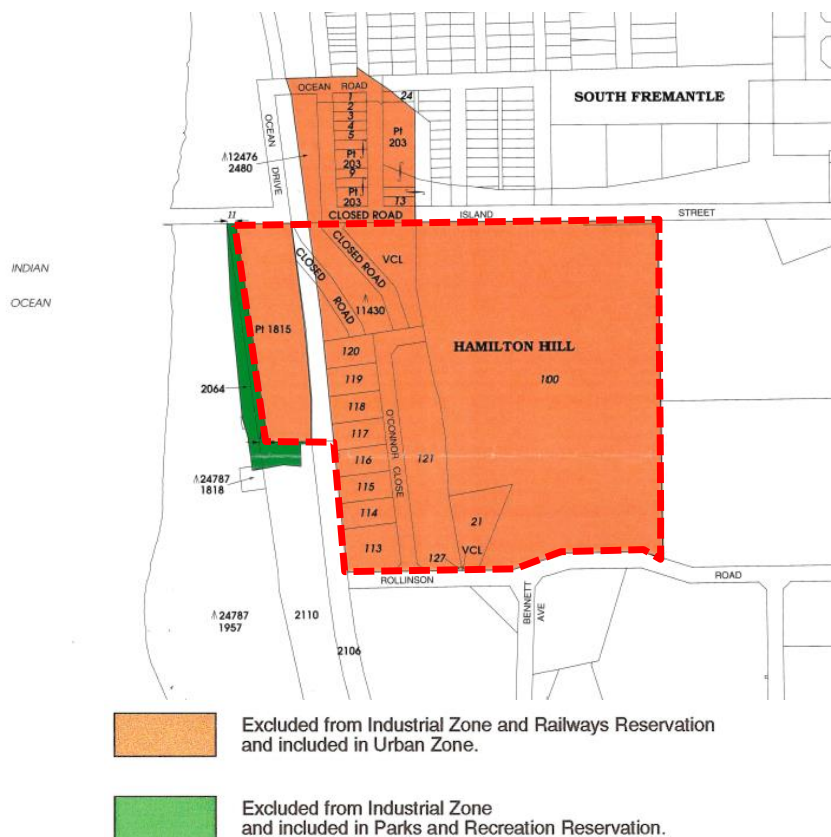 OCEAN ROAD
1
2
3
4
5
Pt
203
9
Pt
203
24
Pt
203
13
SOUTH FREMANTLE
OCEAN DRIVE
12476
2480
11
CLOSED ROAD
ISLAND STREET
INDIAN
OCEAN
CLOSED ROAD
CLOSED ROAD
VCL
11430
Pt 1815
HAMILTON HILL
100
120
119
118
117
116
115
114
113
O'CONNOR CLOSE
121
2064
24787
1818
21
VCL
127
ROLLINSON ROAD
BENNETT
AVE
24787
1957
2110
2106
Excluded from Industrial Zone and Railways Reservation
and included in Urban Zone.
Excluded from Industrial Zone
and included in Parks and Recreation Reservation.